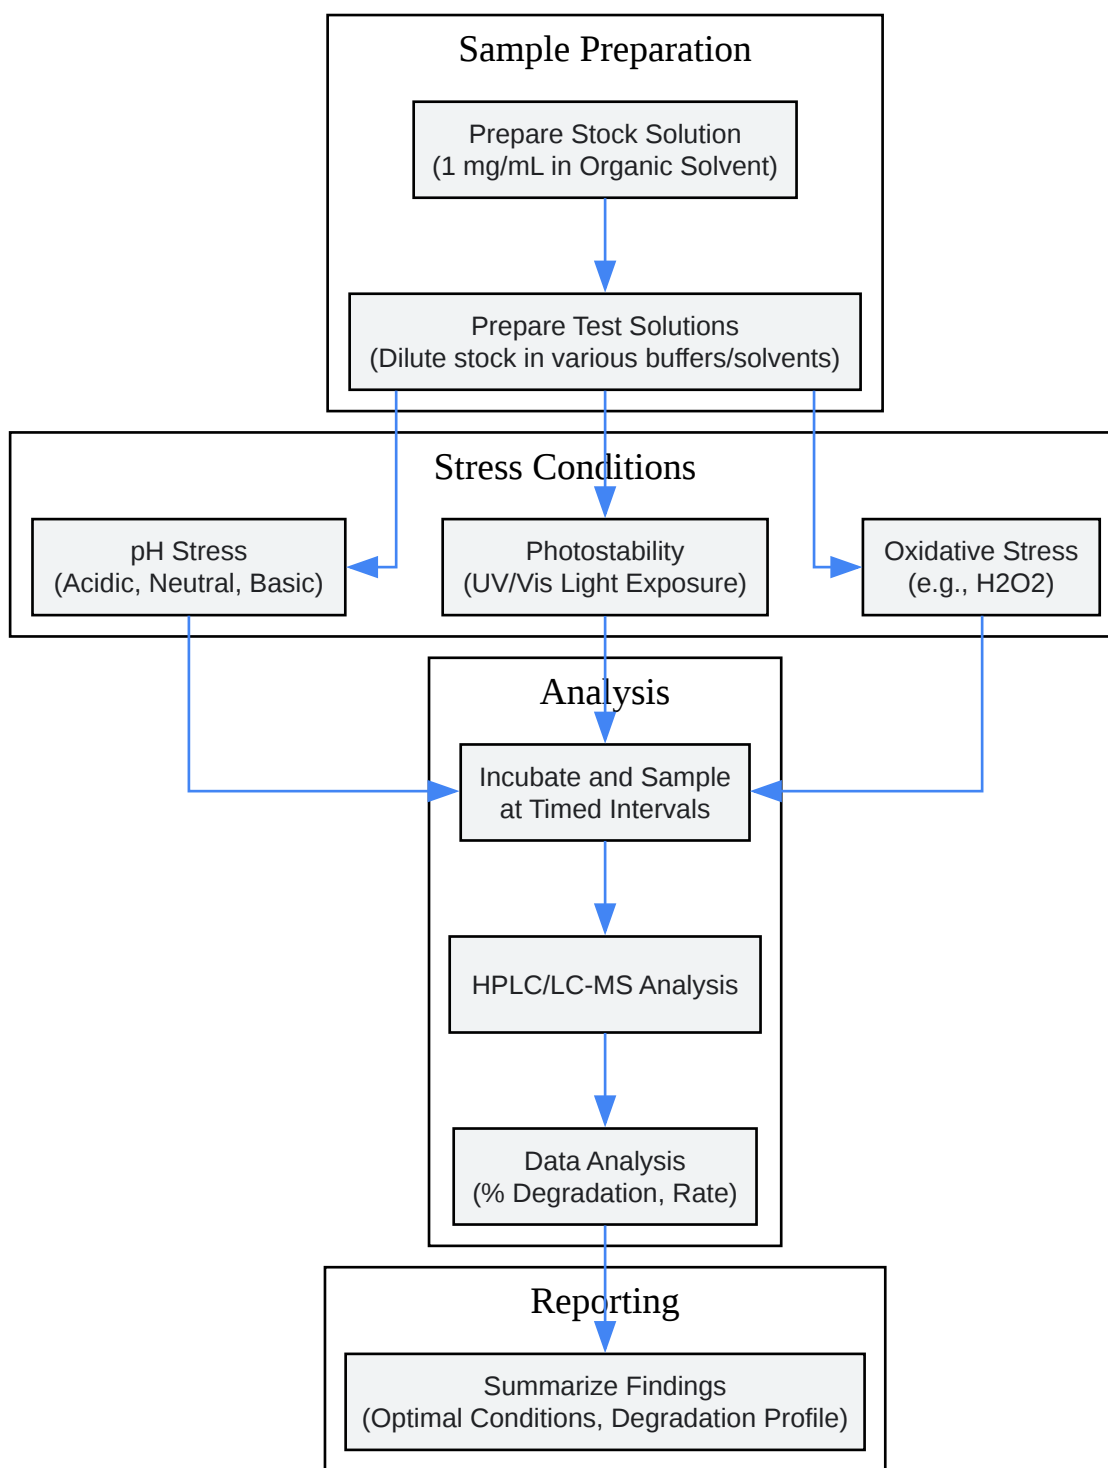 Sample Preparation
Prepare Stock Solution
(1 mg/mL in Organic Solvent)
Prepare Test Solutions
(Dilute stock in various buffers/solvents)
Stress Conditions
pH Stress
(Acidic, Neutral, Basic)
Photostability
(UV/Vis Light Exposure)
Oxidative Stress
(e.g., H2O2)
Analysis
Incubate and Sample
at Timed Intervals
HPLC/LC-MS Analysis
Data Analysis
(% Degradation, Rate)
Reporting
Summarize Findings
(Optimal Conditions, Degradation Profile)